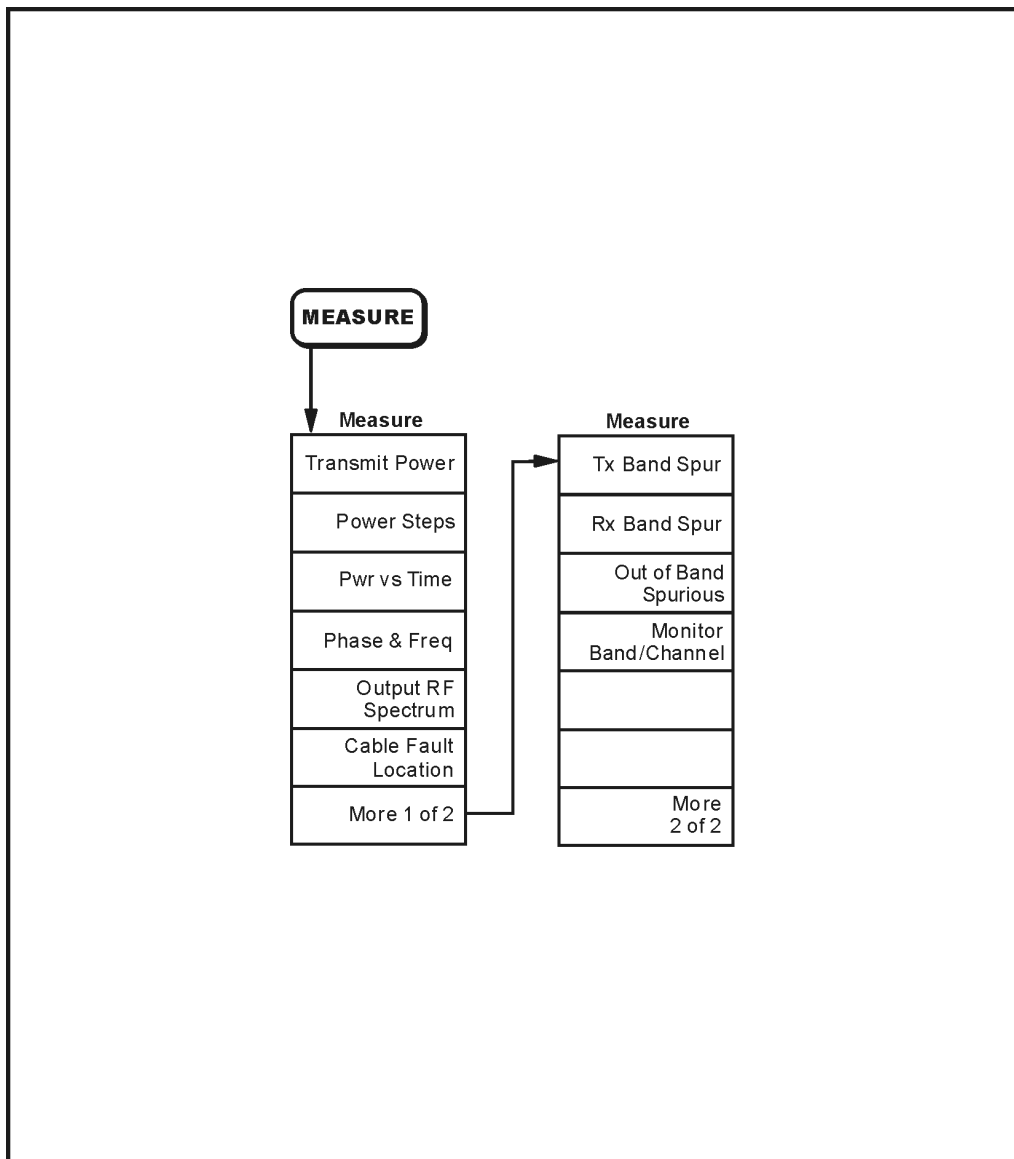 MEASURE
Measure
Transmit Power
Power Steps
Pwr vs Time
Phase & Freq
Output RF
Spectrum
Cable Fault
Location
More 1 of 2
Measure
Tx Band Spur
Rx Band Spur
Out of Band
Spurious
Monitor
Band/Channel
More
2 of 2